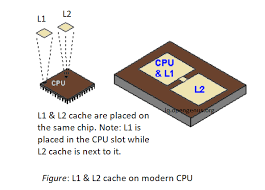 L1
L2
CPU
CPU
& L1
L2
L1 & L2 cache are placed on
the same chip. Note: L1 is
placed in the CPU slot while
L2 cache is next to it.
Figure: L1 & L2 cache on modern CPU